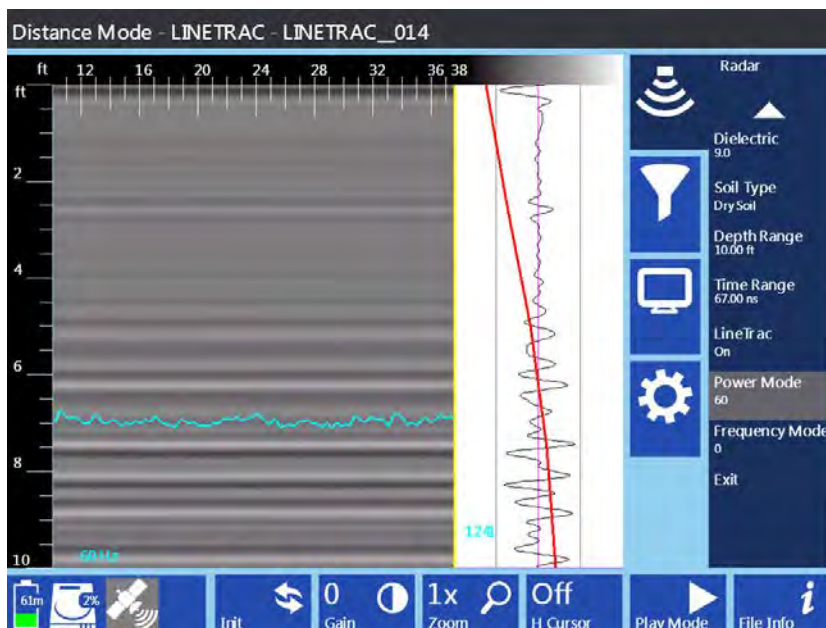 Distance Mode - LINETRAC - LINETRAC__014
ft 12 16 20 24 28 32 36 38
ft
2
4
6
8
10
60 Hz
124
Radar
Dielectric
9.0
Soil Type
Dry Soil
Depth Range
10.00 ft
Time Range
67.00 ns
LineTrac
On
Power Mode
60
Frequency Mode
0
Exit
61m
2%
Init
0
Gain
1x
Zoom
Off
H Cursor
Play Mode
File Info